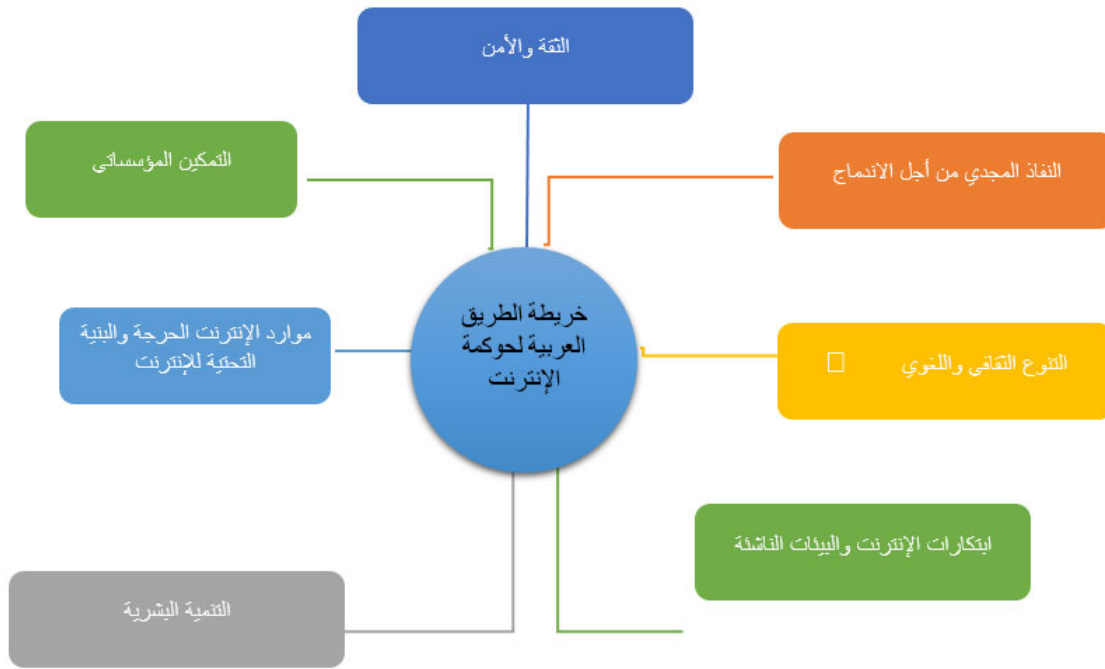 الثقة والأمن
التمكين المؤسساتي
النفاذ المجدي من أجل الاندماج
خريطة الطريق
العربية لحوكمة
الإنترنت
موارد الإنترنت الحرجة والبنية
التحتية للإنترنت
التنوع الثقافي واللغوي
ابتكارات الإنترنت والبيئات الناشئة
التنمية البشرية